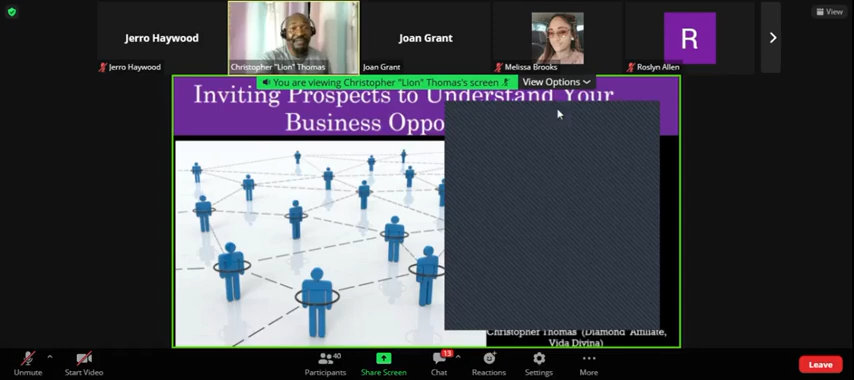 View
Jerro Haywood
Joan Grant
R
Jerro Haywood
Christopher "Lion" Thomas
Joan Grant
Melissa Brooks
Roslyn Allen
You are viewing Christopher "Lion" Thomas's screen
View Options
Inviting Prospects to Understand Your
Business Oppo
Christopher Thomas (Diamond Affiliate,
Vida Divina)
Unmute
Start Video
40
Participants
Share Screen
13
Chat
Reactions
Settings
More
Leave